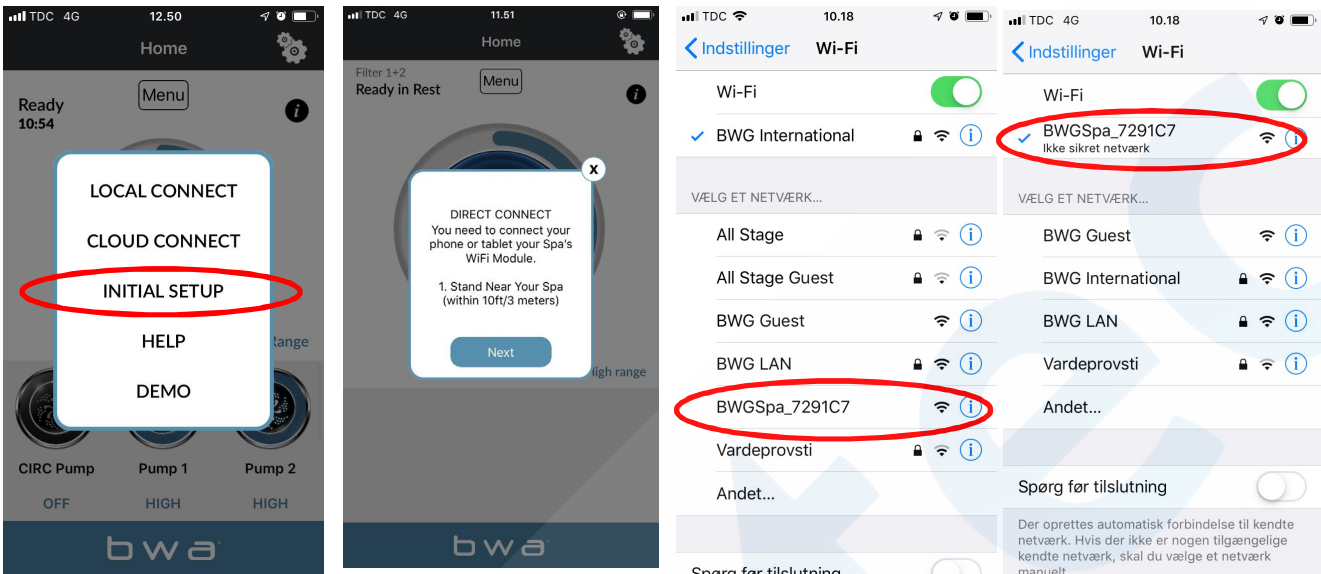 TDC 4G 12.50
Home
Ready
10:54
Menu
i
LOCAL CONNECT
CLOUD CONNECT
INITIAL SETUP
HELP
DEMO
Range
CIRC Pump Pump 1 Pump 2
OFF HIGH HIGH
bwa
TDC 4G 11.51
Home
Filter 1+2
Ready in Rest
Menu
i
X
DIRECT CONNECT
You need to connect your
phone or tablet your Spa's
WiFi Module.
1. Stand Near Your Spa
(within 10ft/3 meters)
Next
High range
bwa
TDC 10.18
Indstillinger Wi-Fi
Wi-Fi
BWG International i
VÆLG ET NETVÆRK...
All Stage i
All Stage Guest i
BWG Guest i
BWG LAN i
BWGSpa_7291C7 i
Vardeprovsti i
Andet...
Spørg før tilslutning
TDC 4G 10.18
Indstillinger Wi-Fi
Wi-Fi
BWGSpa_7291C7 i
Ikke sikret netværk
VÆLG ET NETVÆRK...
BWG Guest i
BWG International i
BWG LAN i
Vardeprovsti i
Andet...
Spørg før tilslutning
Der oprettes automatisk forbindelse til kendte
netværk. Hvis der ikke er nogen tilgængelige
kendte netværk, skal du vælge et netværk
manuelt